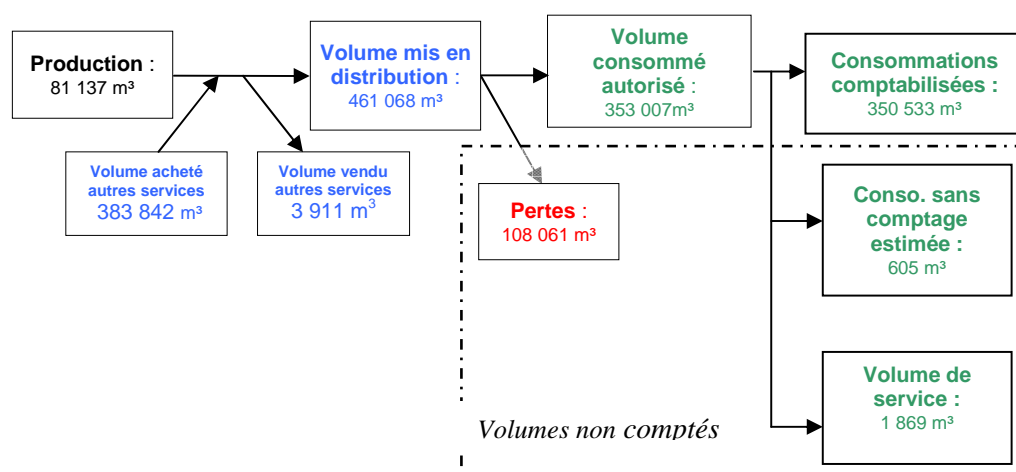 Production :
81 137 m³
Volume mis en
distribution :
461 068 m³
Volume
consommé
autorisé :
353 007m³
Consommations
comptabilisées :
350 533 m³
Volume acheté
autres services
383 842 m³
Volume vendu
autres services
3 911 m³
Pertes :
108 061 m³
Conso. sans
comptage
estimée :
605 m³
Volume de
service :
1 869 m³
Volumes non comptés